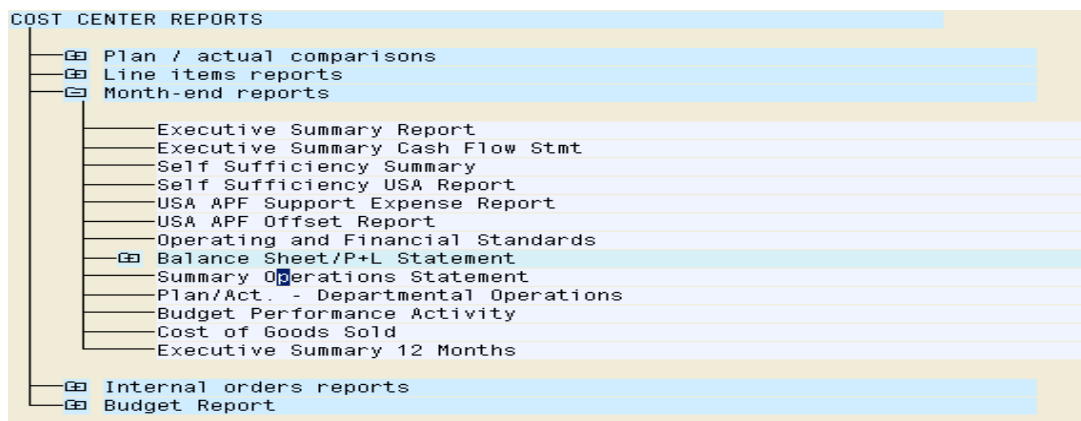 COST CENTER REPORTS
Plan / actual comparisons
Line items reports
Month-end reports
Executive Summary Report
Executive Summary Cash Flow Stmt
Self Sufficiency Summary
Self Sufficiency USA Report
USA APF Support Expense Report
USA APF Offset Report
Operating and Financial Standards
Balance Sheet/P+L Statement
Summary Operations Statement
Plan/Act. - Departmental Operations
Budget Performance Activity
Cost of Goods Sold
Executive Summary 12 Months
Internal orders reports
Budget Report